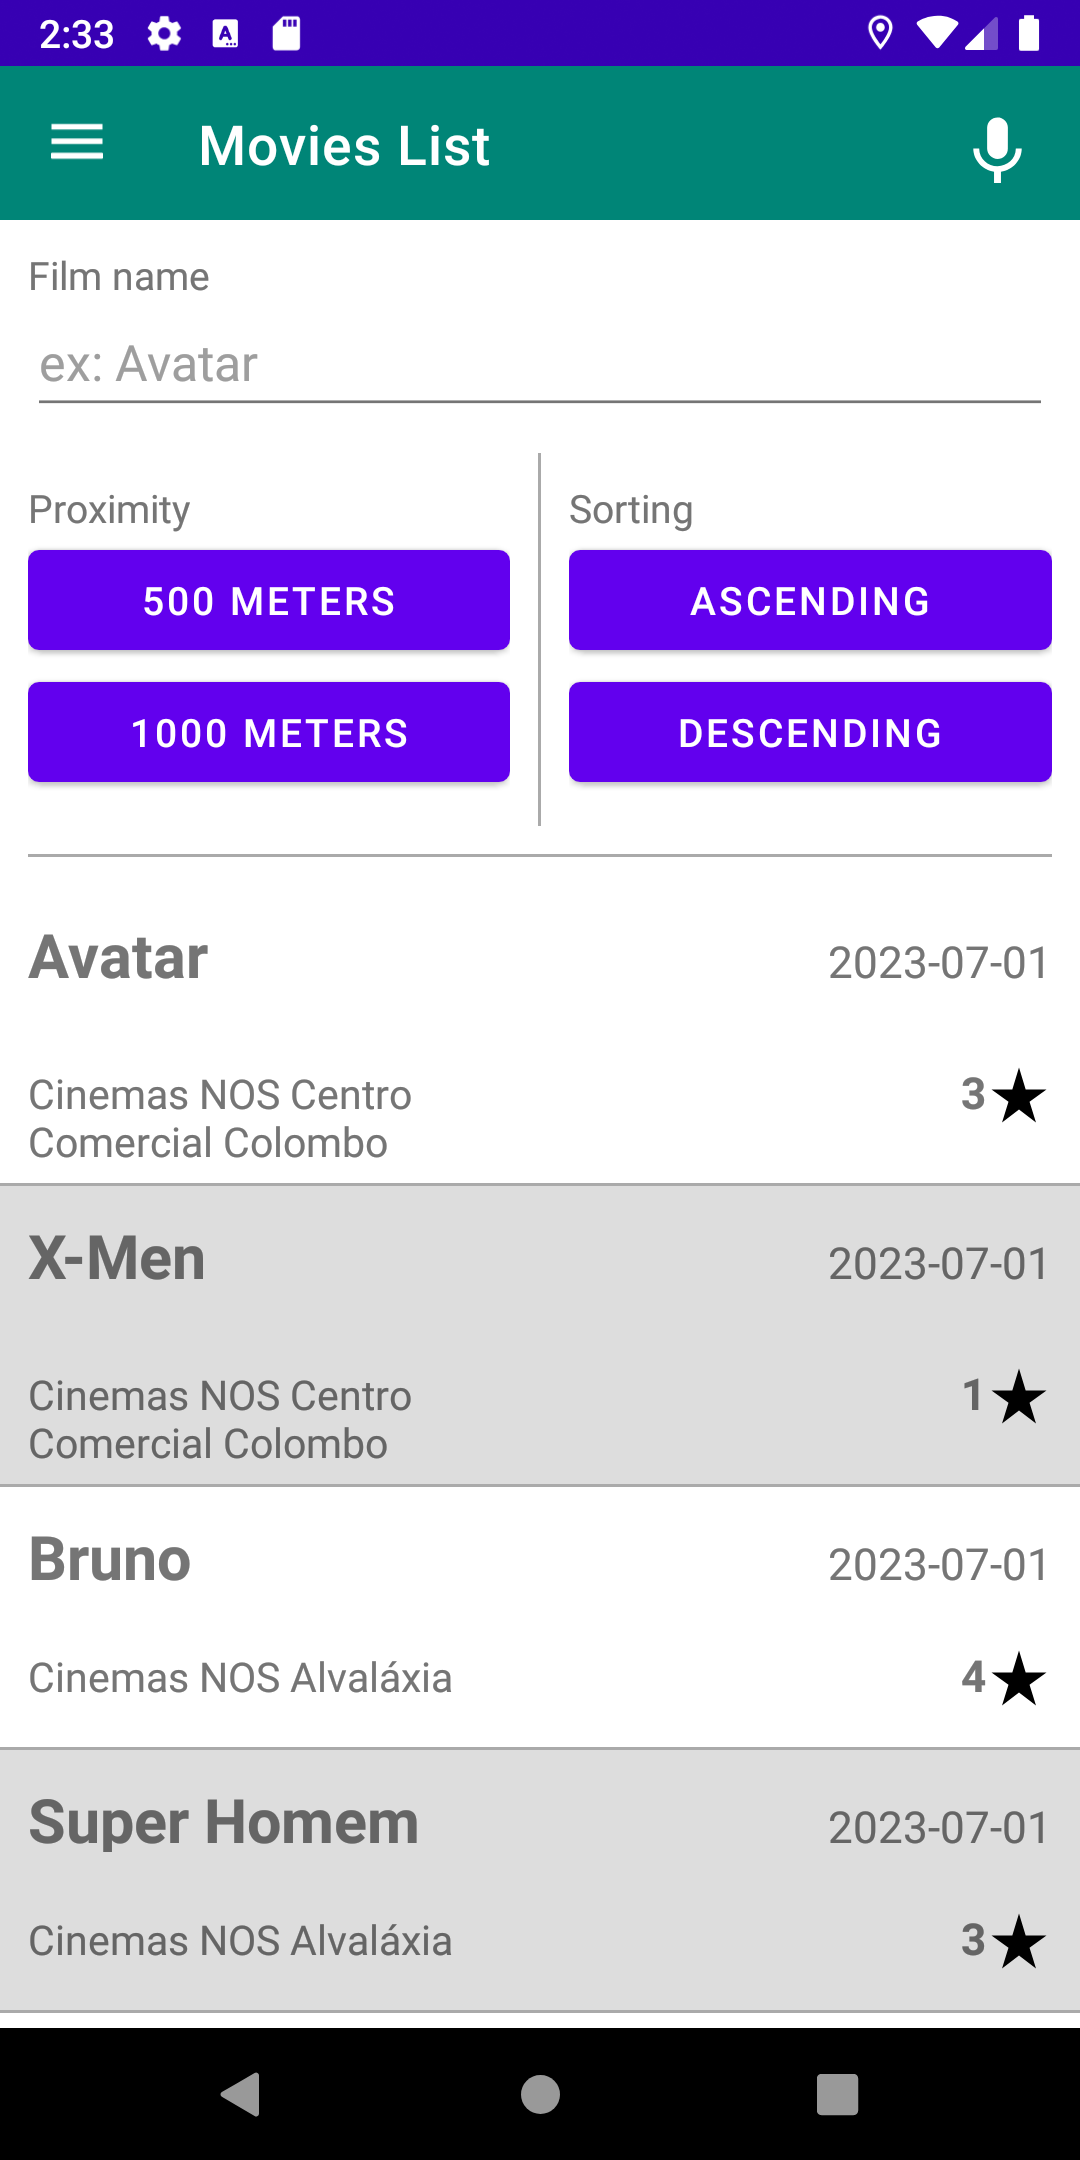 2:33
Movies List
Film name
ex: Avatar
Proximity
Sorting
500 METERS
ASCENDING
1000 METERS
DESCENDING
Avatar
2023-07-01
Cinemas NOS Centro
Comercial Colombo
3★
X-Men
2023-07-01
Cinemas NOS Centro
Comercial Colombo
1★
Bruno
2023-07-01
Cinemas NOS Alvaláxia
4★
Super Homem
2023-07-01
Cinemas NOS Alvaláxia
3★